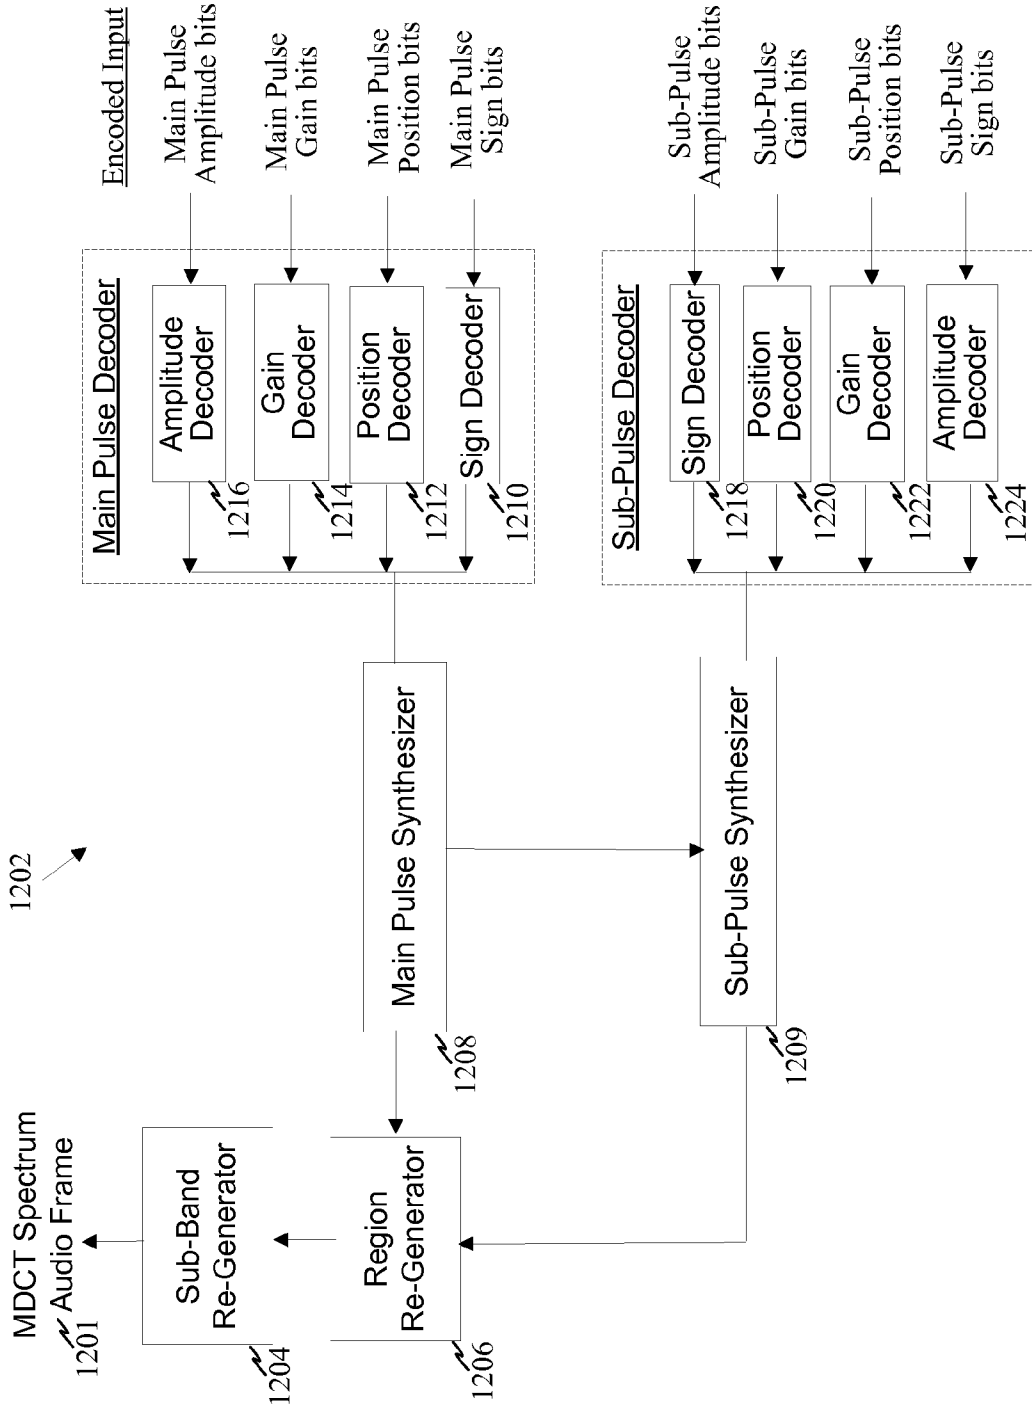 1202
Encoded Input
Main Pulse Decoder
Main Pulse
Amplitude bits
Amplitude
Decoder
1216
Main Pulse
Gain bits
Gain
Decoder
1214
Main Pulse
Position bits
Position
Decoder
1212
Main Pulse
Sign bits
Sign Decoder
1210
Sub-Pulse Decoder
Sub-Pulse
Amplitude bits
Sign Decoder
1218
Sub-Pulse
Gain bits
Position
Decoder
1220
Sub-Pulse
Position bits
Gain
Decoder
1222
Sub-Pulse
Sign bits
Amplitude
Decoder
1224
Main Pulse Synthesizer
1208
Sub-Pulse Synthesizer
1209
MDCT Spectrum
Audio Frame
1201
Sub-Band
Re-Generator
1204
Region
Re-Generator
1206